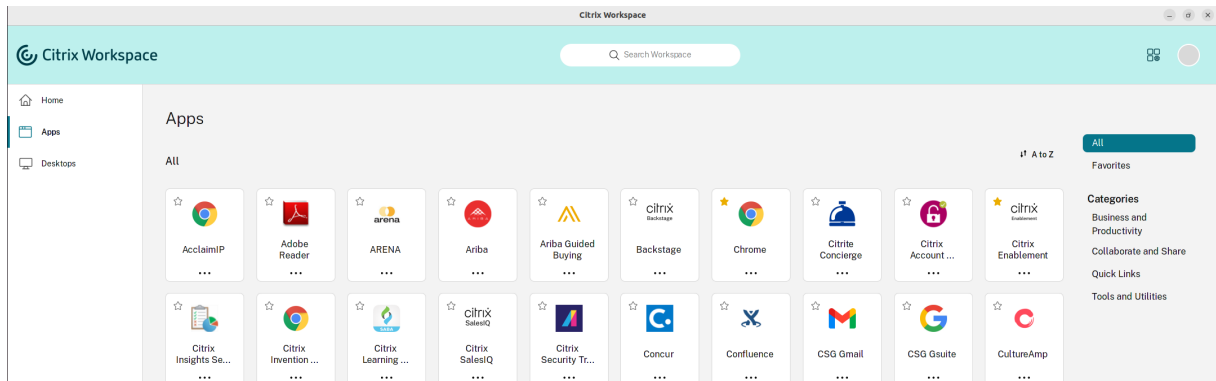 Citrix Workspace
Citrix Workspace
Search Workspace
Home
Apps
Desktops
Apps
All
A to Z
All
Favorites
Categories
Business and
Productivity
Collaborate and Share
Quick Links
Tools and Utilities
AcclaimIP
Adobe
Reader
arena
ARENA
ARIBA
Ariba
Ariba Guided
Buying
citrix
Backstage
Backstage
Chrome
Citrite
Concierge
Citrix
Account ...
citrix
Enablement
Citrix
Enablement
Citrix
Insights Se...
Citrix
Invention ...
SARA
Citrix
Learning ...
citrix
SalesIQ
Citrix
SalesIQ
Citrix
Security Tr...
C.
Concur
Confluence
CSG Gmail
CSG Gsuite
CultureAmp